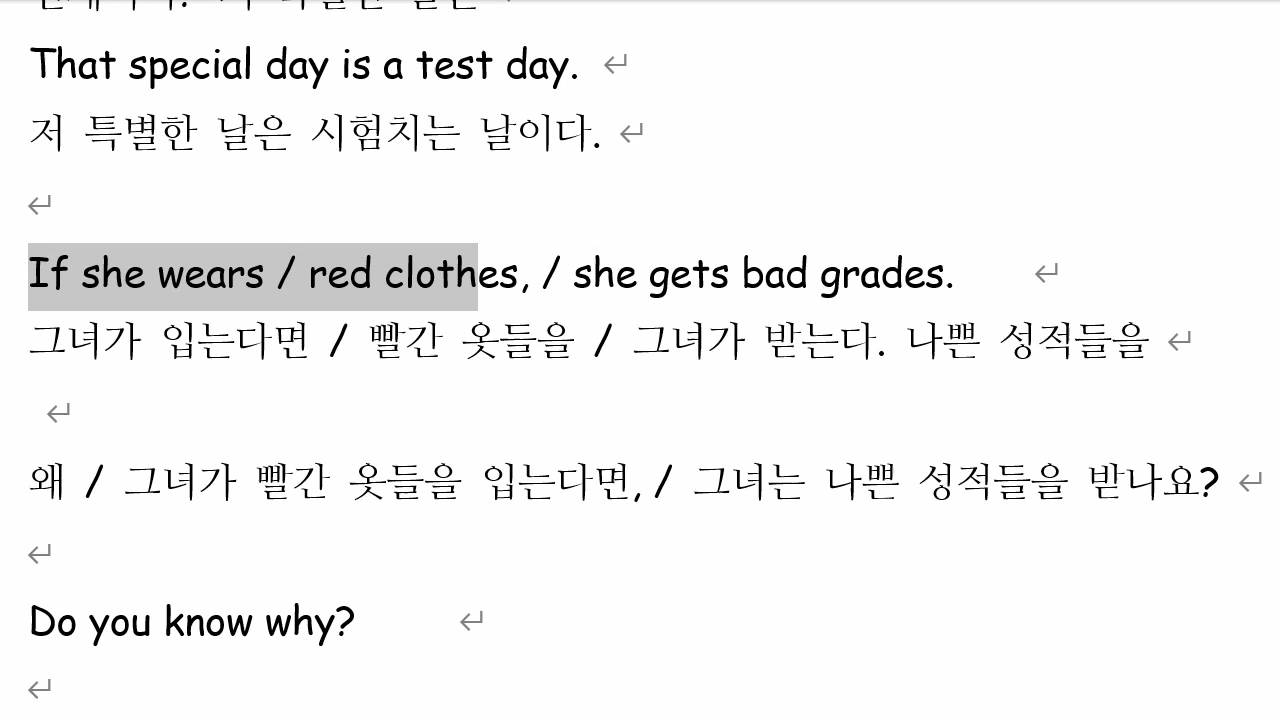 That special day is a test day.
저 특별한 날은 시험치는 날이다.
If she wears / red clothes, / she gets bad grades.
그녀가 입는다면 / 빨간 옷들을 / 그녀가 받는다. 나쁜 성적들을
왜 / 그녀가 빨간 옷들을 입는다면, / 그녀는 나쁜 성적들을 받나요?
Do you know why?